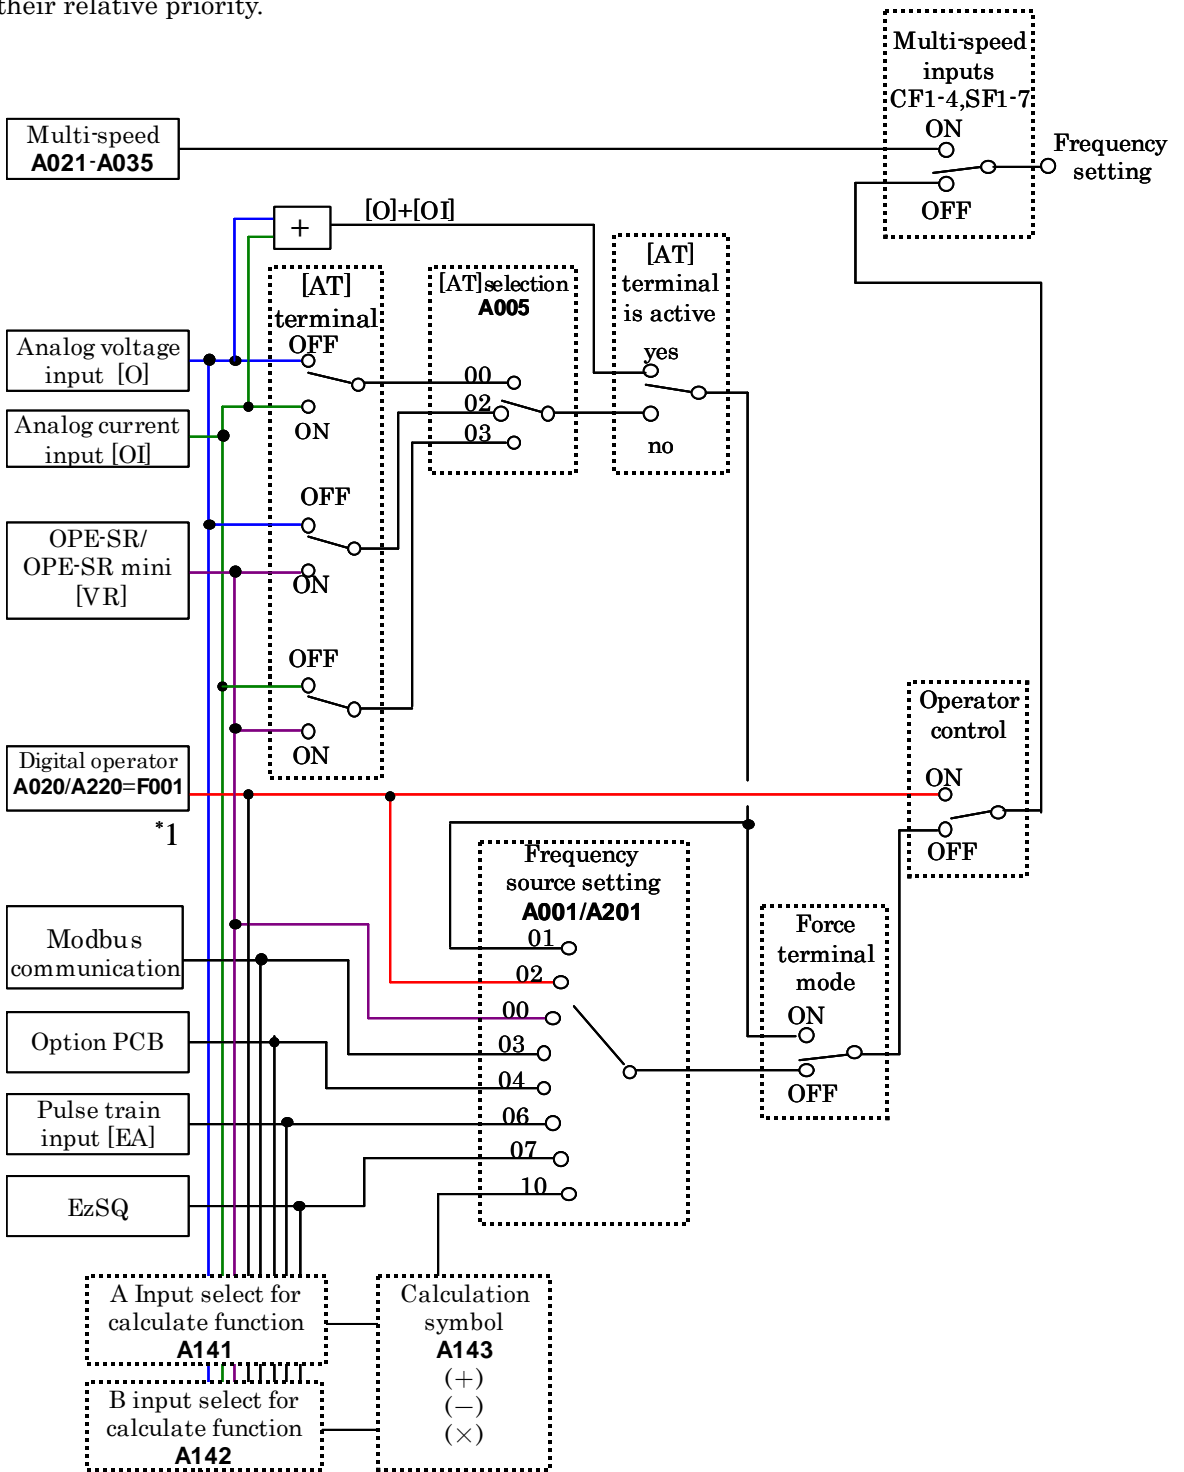 their relative priority.
Multi-speed
inputs
CF1-4,SF1-7
ON
OFF
Frequency
setting
Multi-speed
A021-A035
+
[O]+[OI]
[AT]
terminal
OFF
ON
OFF
ON
OFF
ON
[AT]selection
A005
00
02
03
[AT]
terminal
is active
yes
no
Analog voltage
input [O]
Analog current
input [OI]
OPE-SR/
OPE-SR mini
[VR]
Digital operator
A020/A220=F001
*1
Operator
control
ON
OFF
Frequency
source setting
A001/A201
01
02
00
03
04
06
07
10
Force
terminal
mode
ON
OFF
Modbus
communication
Option PCB
Pulse train
input [EA]
EzSQ
A Input select for
calculate function
A141
B input select for
calculate function
A142
Calculation
symbol
A143
(+)
(−)
(×)